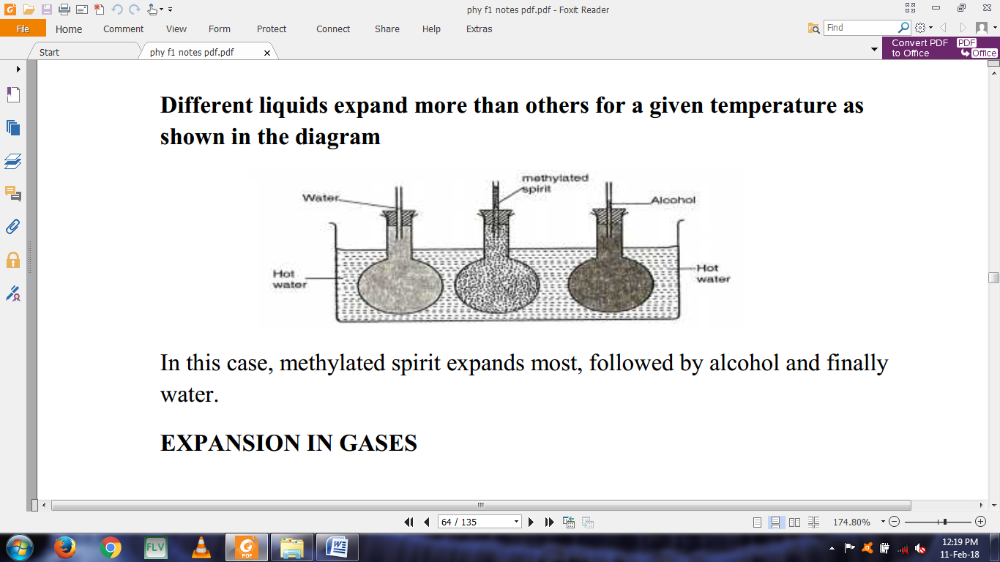 phy f1 notes pdf.pdf - Foxit Reader
File Home Comment View Form Protect Connect Share Help Extras
Find
Start
phy f1 notes pdf.pdf
Convert PDF to Office
PDF Office
Different liquids expand more than others for a given temperature as
shown in the diagram
Water
methylated
spirit
Alcohol
Hot
water
Hot
water
In this case, methylated spirit expands most, followed by alcohol and finally
water.
EXPANSION IN GASES
64 / 135
174.80%
FLV
PDF
12:19 PM
11-Feb-18